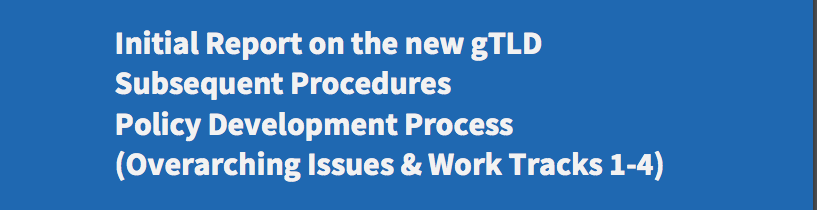 Initial Report on the new gTLD
Subsequent Procedures
Policy Development Process
(Overarching Issues & Work Tracks 1-4)